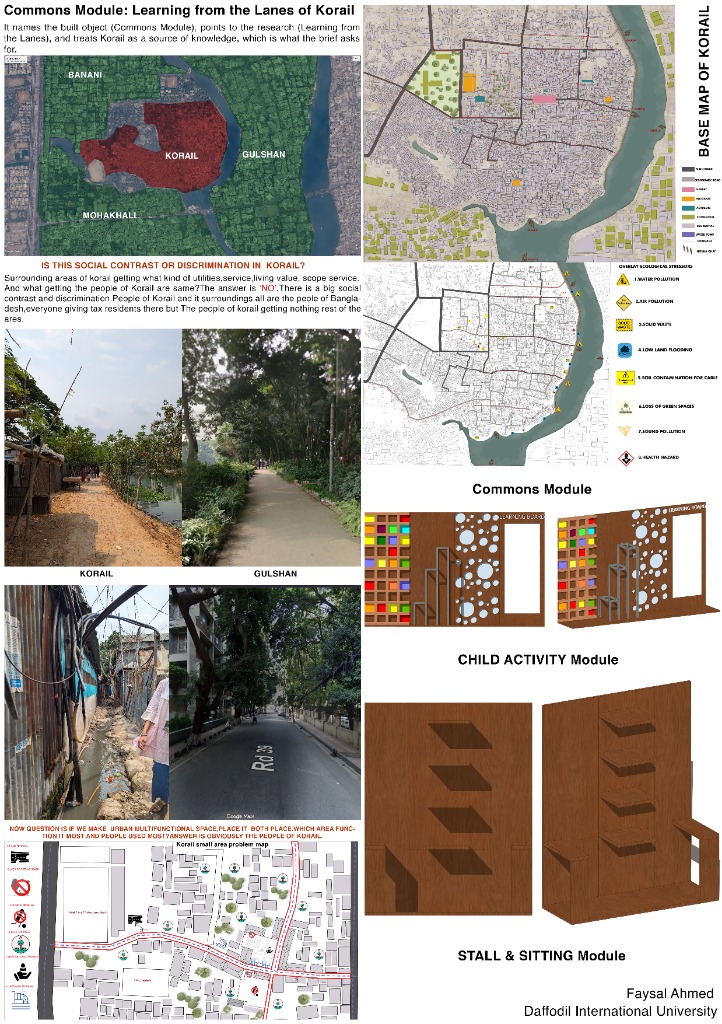 Commons Module: Learning from the Lanes of Korail
It names the built object (Commons Module), points to the research (Learning from
the Lanes), and treats Korail as a source of knowledge, which is what the brief asks
for.
BANANI
KORAIL
GULSHAN
MOHAKHALI
IS THIS SOCIAL CONTRAST OR DISCRIMINATION IN KORAIL?
Surrounding areas of korail getting what kind of utilities,service,living value, scope service.
And what getting the people of Korail are same?The answer is 'NO'.There is a big social
contrast and discrimination People of Korail and it surroundings all are the peole of Bangla-
desh,everyone giving tax residents there but The people of korail getting nothing rest of the
ares.
KORAIL
GULSHAN
Rd 39
Google Maps
NOW QUESTION IS IF WE MAKE URBAN MULTIFUNCTIONAL SPACE,PLACE IT BOTH PLACE.WHICH AREA FUNC-
TION IT MOST AND PEOPLE USED MOST?ANSWER IS OBVIOUSLY THE PEOPLE OF KORAIL.
Korail small area problem map
BASE MAP OF KORAIL
OVERLAY ECOLOGICAL STRESSORS
1.WATER POLLUTION
2.AIR POLLUTION
SOLID WASTE
3.SOLID WASTE
4.LOW LAND FLOODING
5.SOIL CONTAMINATION FOR CABLE
6.LOSS OF GREEN SPACES
7.SOUND POLLUTION
8.HEALTH HAZARD
Commons Module
LEARNING BOARD
LEARNING BOARD
CHILD ACTIVITY Module
STALL & SITTING Module
Faysal Ahmed
Daffodil International University